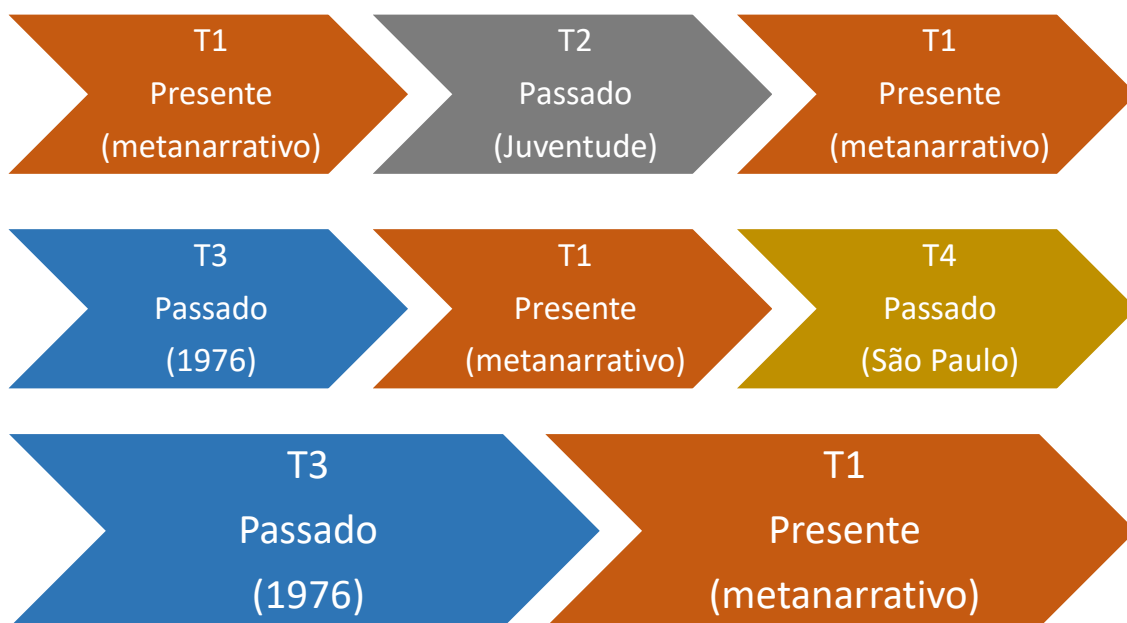 T1
Presente
(metanarrativo)
T2
Passado
(Juventude)
T1
Presente
(metanarrativo)
T3
Passado
(1976)
T1
Presente
(metanarrativo)
T4
Passado
(São Paulo)
T3
Passado
(1976)
T1
Presente
(metanarrativo)